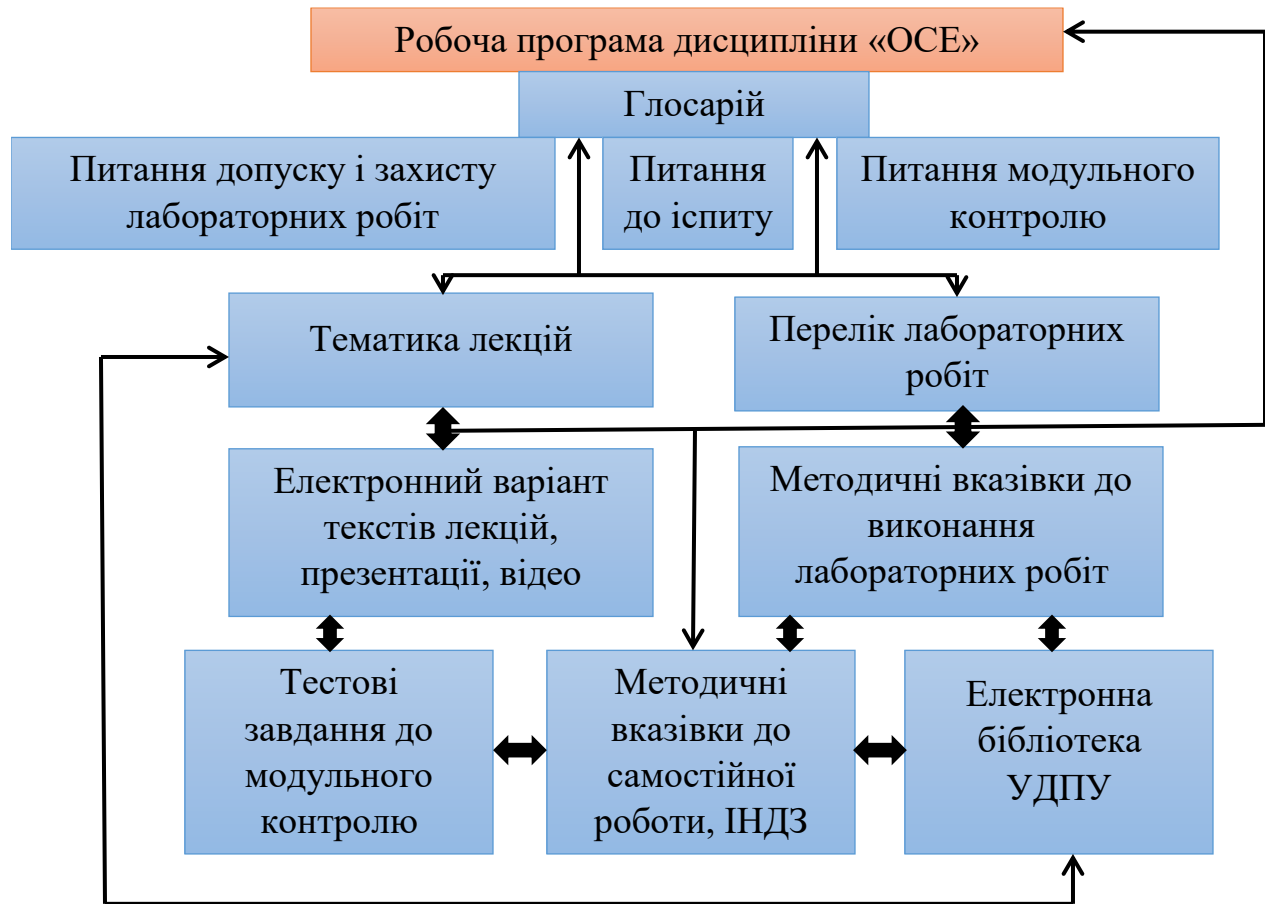 Робоча програма дисципліни «ОСЕ»
Глосарій
Питання допуску і захисту
лабораторних робіт
Питання
до іспиту
Питання модульного
контролю
Тематика лекцій
Перелік лабораторних
робіт
Електронний варіант
текстів лекцій,
презентації, відео
Методичні вказівки до
виконання
лабораторних робіт
Тестові
завдання до
модульного
контролю
Методичні
вказівки до
самостійної
роботи, ІНДЗ
Електронна
бібліотека
УДПУ